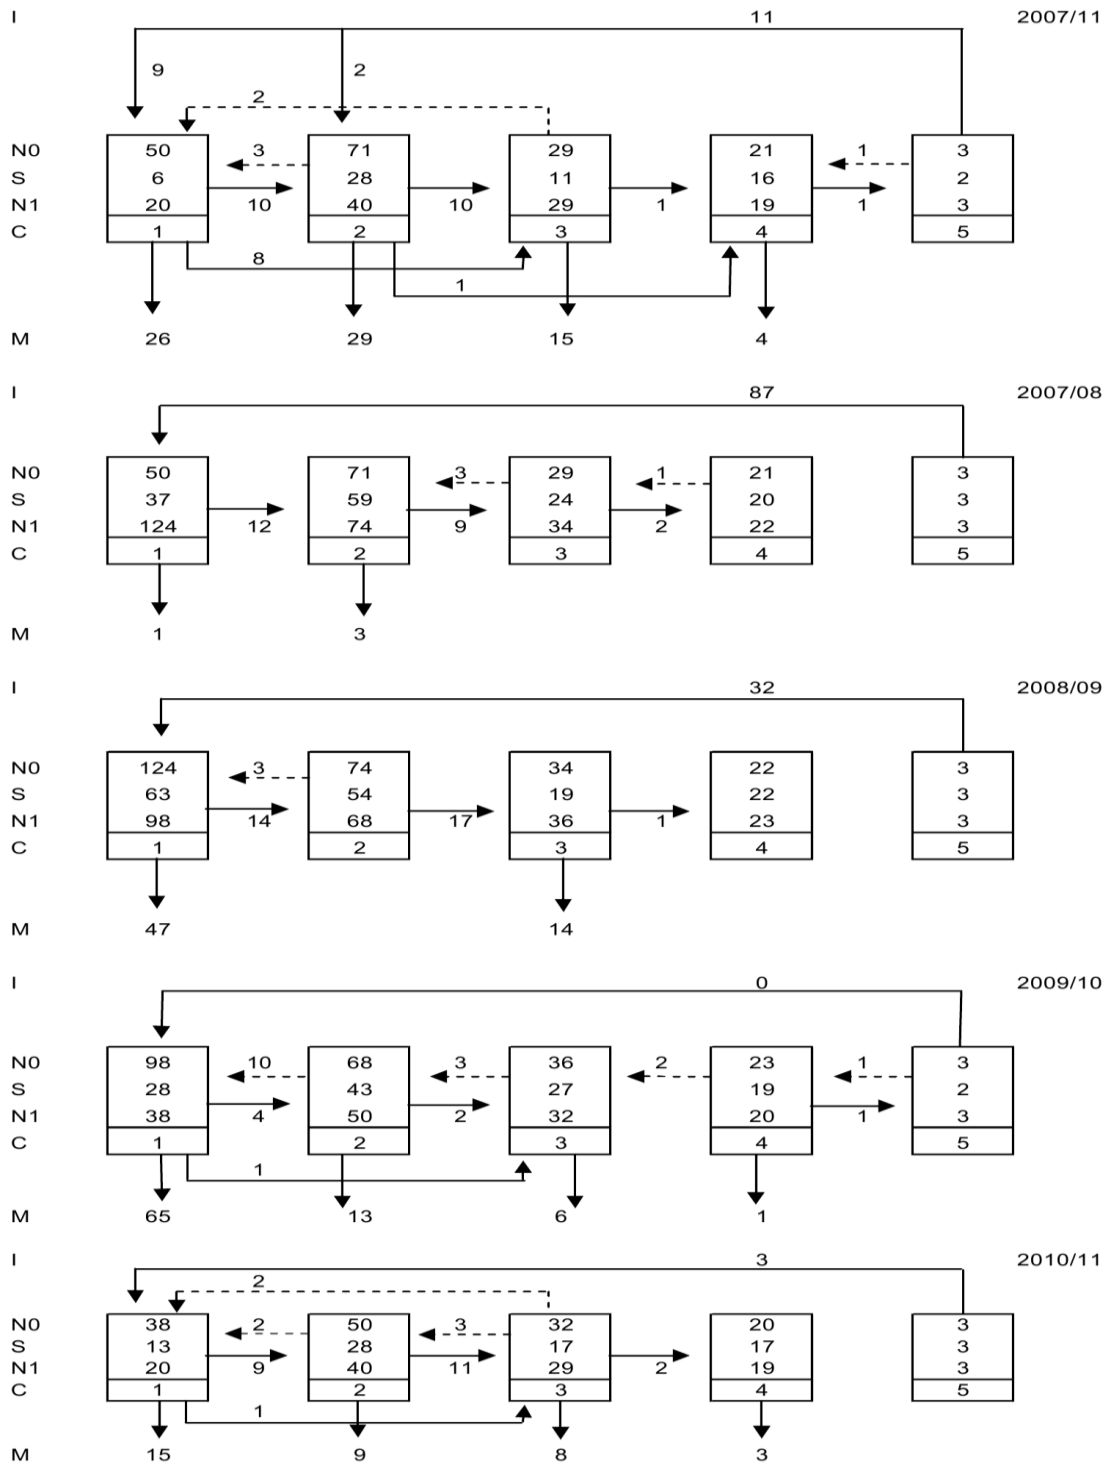 I 11 2007/11
9 2
2
N0 50 3 71 29 21 1 3
S 6 28 11 16 2
N1 20 10 40 10 29 1 19 1 3
C 1 2 3 4 5
8
1
M 26 29 15 4
I 87 2007/08
N0 50 71 3 29 1 21 3
S 37 59 24 20 3
N1 124 12 74 9 34 2 22 3
C 1 2 3 4 5
M 1 3
I 32 2008/09
N0 124 3 74 34 22 3
S 63 54 19 22 3
N1 98 14 68 17 36 1 23 3
C 1 2 3 4 5
M 47 14
I 0 2009/10
N0 98 10 68 3 36 2 23 1 3
S 28 43 27 19 2
N1 38 4 50 2 32 20 1 3
C 1 2 3 4 5
1
M 65 13 6 1
I 3 2010/11
2
N0 38 2 50 3 32 20 3
S 13 28 17 17 3
N1 20 9 40 11 29 2 19 3
C 1 2 3 4 5
1
M 15 9 8 3